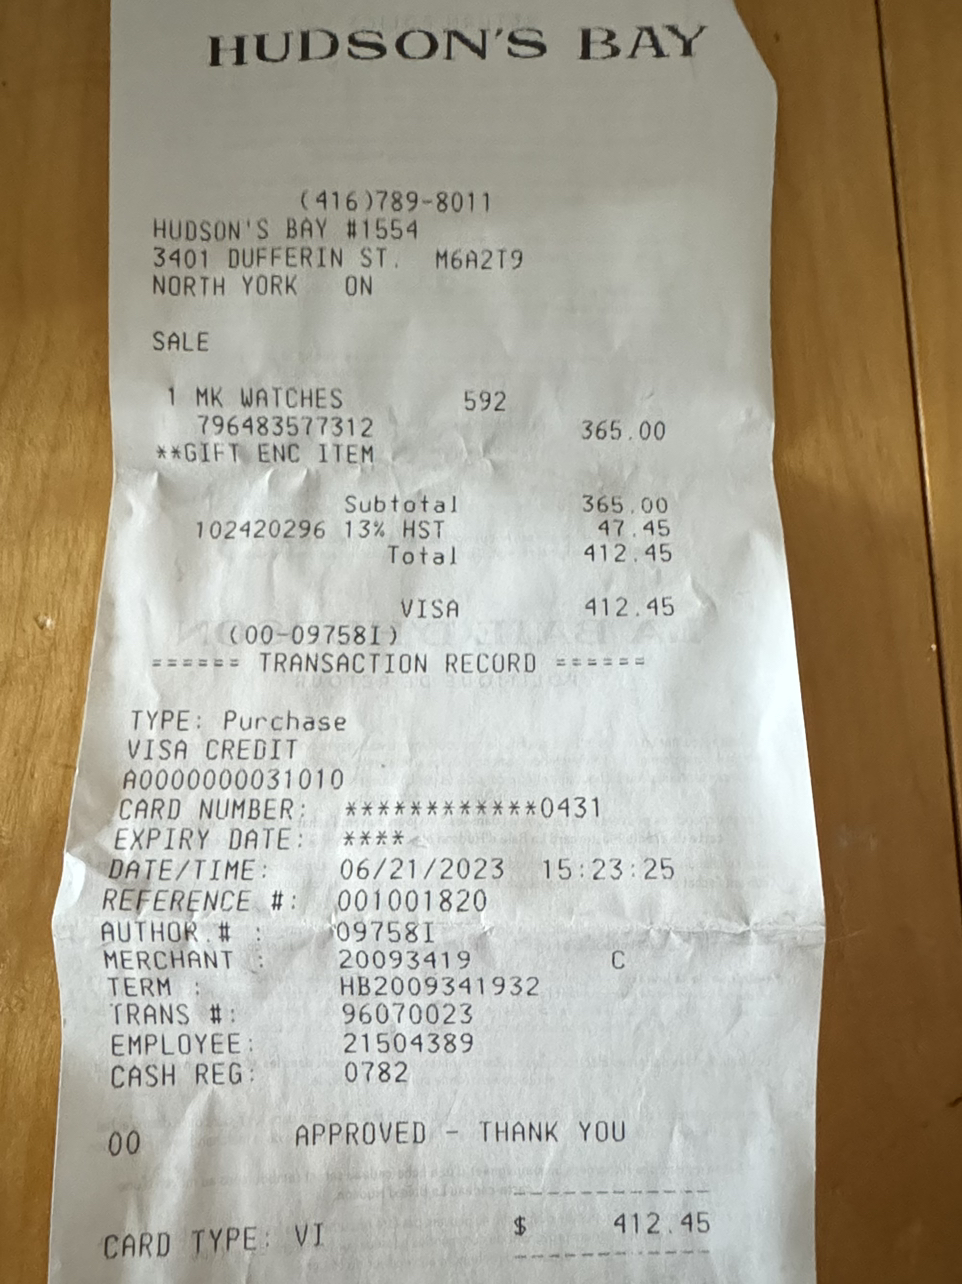 HUDSON'S BAY
(416)789-8011
HUDSON'S BAY #1554
3401 DUFFERIN ST. M6A2T9
NORTH YORK ON
SALE
1 MK WATCHES 592
796483577312 365.00
**GIFT ENC ITEM
Subtotal 365.00
102420296 13% HST 47.45
Total 412.45
VISA 412.45
(00-09758I)
====== TRANSACTION RECORD ======
TYPE: Purchase
VISA CREDIT
A0000000031010
CARD NUMBER: ************0431
EXPIRY DATE: ****
DATE/TIME: 06/21/2023 15:23:25
REFERENCE #: 001001820
AUTHOR.# : 09758I
MERCHANT : 20093419 C
TERM : HB2009341932
TRANS #: 96070023
EMPLOYEE: 21504389
CASH REG: 0782
00 APPROVED - THANK YOU
CARD TYPE: VI $ 412.45